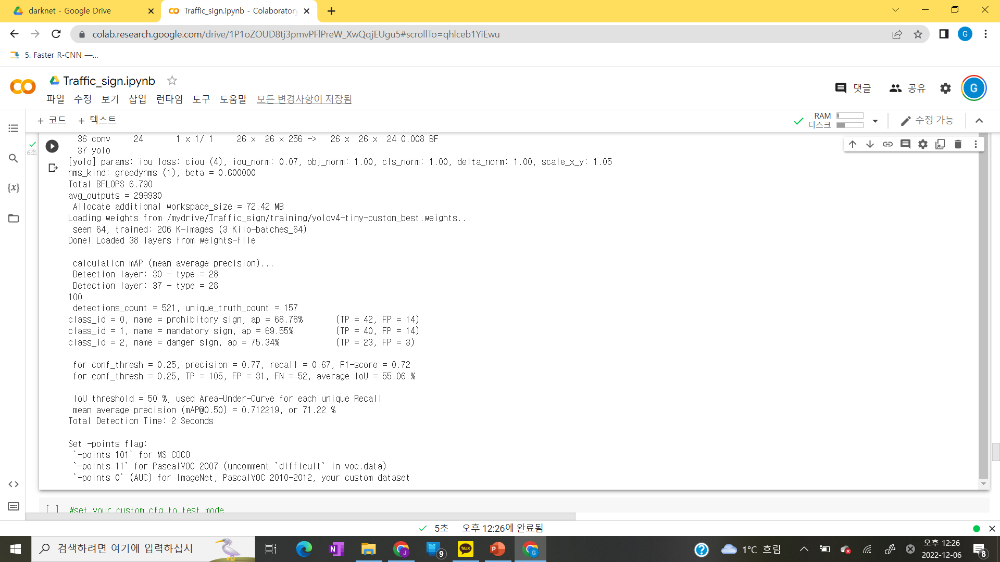 darknet - Google Drive
Traffic_sign.ipynb - Colaboratory
colab.research.google.com/drive/1P1oZOUD8tj3pmvPFlPreW_XwQqjEUgu5#scrollTo=qhlceb1YiEwu
G
5. Faster R-CNN —...
Traffic_sign.ipynb
댓글
공유
G
파일 수정 보기 삽입 런타임 도구 도움말 모든 변경사항이 저장됨
+ 코드 + 텍스트
RAM
디스크
수정 가능
6초
36 conv 24 1 x 1/ 1 26 x 26 x 256 -> 26 x 26 x 24 0.008 BF
37 yolo
[yolo] params: iou loss: ciou (4), iou_norm: 0.07, obj_norm: 1.00, cls_norm: 1.00, delta_norm: 1.00, scale_x_y: 1.05
nms_kind: greedynms (1), beta = 0.600000
Total BFLOPS 6.790
avg_outputs = 299930
Allocate additional workspace_size = 72.42 MB
Loading weights from /mydrive/Traffic_sign/training/yolov4-tiny-custom_best.weights...
seen 64, trained: 206 K-images (3 Kilo-batches_64)
Done! Loaded 38 layers from weights-file
calculation mAP (mean average precision)...
Detection layer: 30 - type = 28
Detection layer: 37 - type = 28
100
detections_count = 521, unique_truth_count = 157
class_id = 0, name = prohibitory sign, ap = 68.78% (TP = 42, FP = 14)
class_id = 1, name = mandatory sign, ap = 69.55% (TP = 40, FP = 14)
class_id = 2, name = danger sign, ap = 75.34% (TP = 23, FP = 3)
for conf_thresh = 0.25, precision = 0.77, recall = 0.67, F1-score = 0.72
for conf_thresh = 0.25, TP = 105, FP = 31, FN = 52, average IoU = 55.06 %
IoU threshold = 50 %, used Area-Under-Curve for each unique Recall
mean average precision (mAP@0.50) = 0.712219, or 71.22 %
Total Detection Time: 2 Seconds
Set -points flag:
`-points 101` for MS COCO
`-points 11` for PascalVOC 2007 (uncomment `difficult` in voc.data)
`-points 0` (AUC) for ImageNet, PascalVOC 2010-2012, your custom dataset
{x}
[ ] #set your custom cfg to test mode
5초 오후 12:26에 완료됨
검색하려면 여기에 입력하십시
N
J
9
TALK
P
G
1°C 흐림
오후 12:26
2022-12-06
8